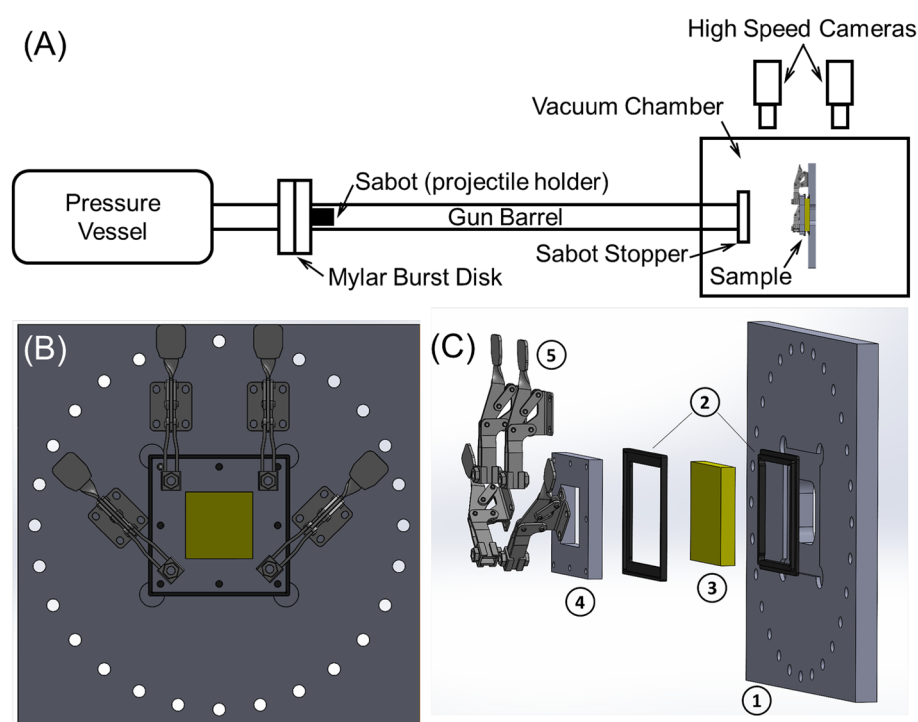 (A)
High Speed Cameras
Vacuum Chamber
Pressure
Vessel
Sabot (projectile holder)
Gun Barrel
Sabot Stopper
Mylar Burst Disk
Sample
(B)
(C)
5
2
3
4
1